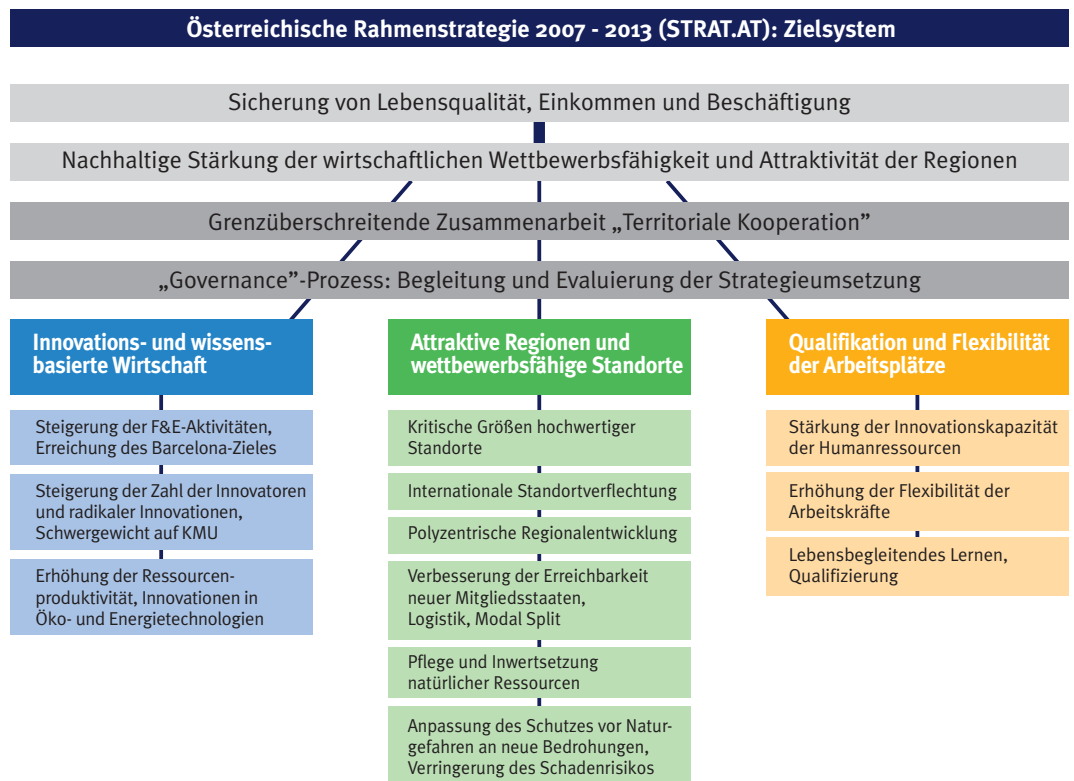 Österreichische Rahmenstrategie 2007 - 2013 (STRAT.AT): Zielsystem
Sicherung von Lebensqualität, Einkommen und Beschäftigung
Nachhaltige Stärkung der wirtschaftlichen Wettbewerbsfähigkeit und Attraktivität der Regionen
Grenzüberschreitende Zusammenarbeit „Territoriale Kooperation”
„Governance”-Prozess: Begleitung und Evaluierung der Strategieumsetzung
Innovations- und wissens-
basierte Wirtschaft
Steigerung der F&E-Aktivitäten,
Erreichung des Barcelona-Zieles
Steigerung der Zahl der Innovatoren
und radikaler Innovationen,
Schwergewicht auf KMU
Erhöhung der Ressourcen-
produktivität, Innovationen in
Öko- und Energietechnologien
Attraktive Regionen und
wettbewerbsfähige Standorte
Kritische Größen hochwertiger
Standorte
Internationale Standortverflechtung
Polyzentrische Regionalentwicklung
Verbesserung der Erreichbarkeit
neuer Mitgliedsstaaten,
Logistik, Modal Split
Pflege und Inwertsetzung
natürlicher Ressourcen
Anpassung des Schutzes vor Natur-
gefahren an neue Bedrohungen,
Verringerung des Schadenrisikos
Qualifikation und Flexibilität
der Arbeitsplätze
Stärkung der Innovationskapazität
der Humanressourcen
Erhöhung der Flexibilität der
Arbeitskräfte
Lebensbegleitendes Lernen,
Qualifizierung